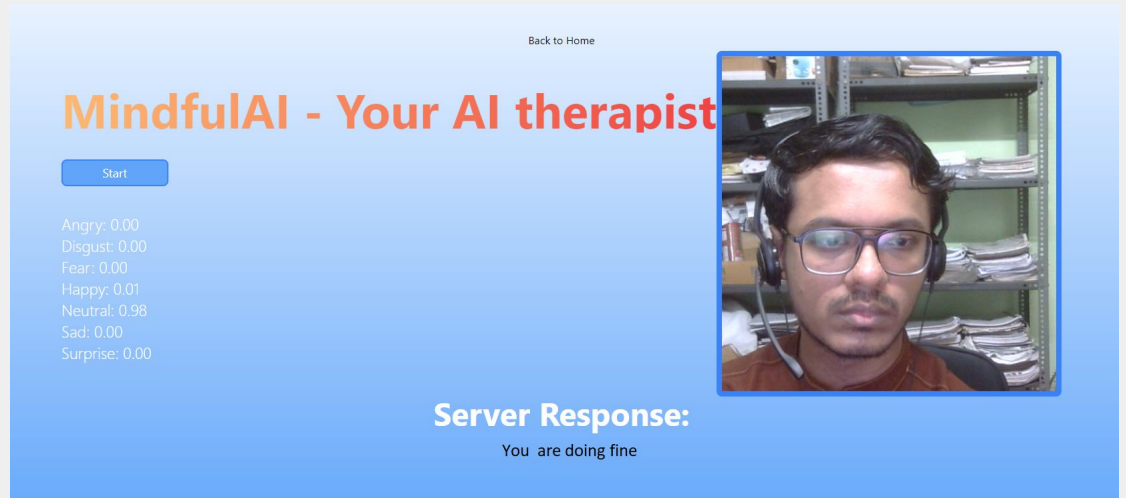 Back to Home
MindfulAI - Your AI therapist
Start
Angry: 0.00
Disgust: 0.00
Fear: 0.00
Happy: 0.01
Neutral: 0.98
Sad: 0.00
Surprise: 0.00
Server Response:
You are doing fine